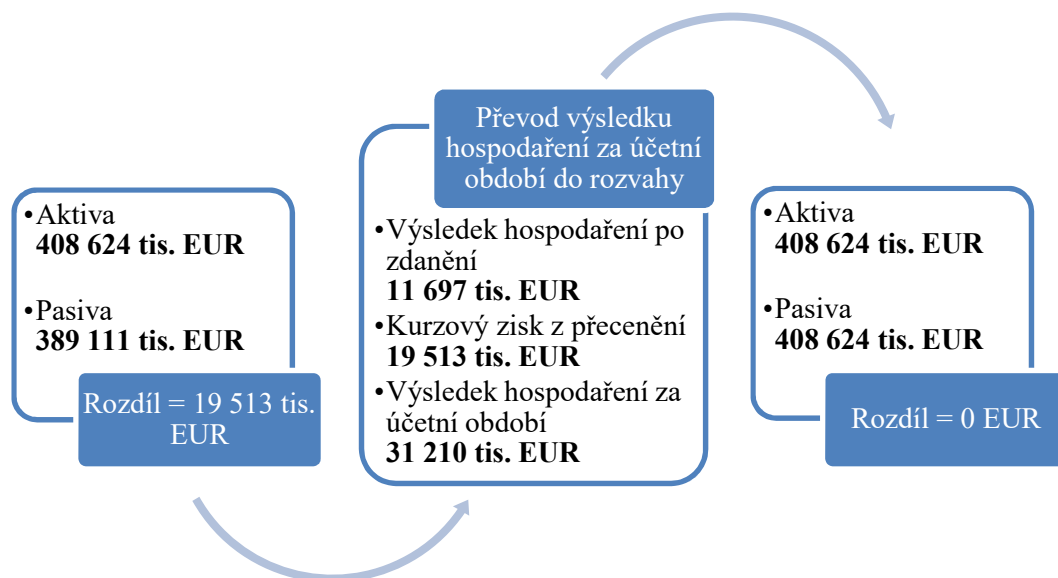 •Aktiva
408 624 tis. EUR
•Pasiva
389 111 tis. EUR
Rozdíl = 19 513 tis.
EUR
Převod výsledku
hospodaření za účetní
období do rozvahy
•Výsledek hospodaření po
zdanění
11 697 tis. EUR
•Kurzový zisk z přecenění
19 513 tis. EUR
•Výsledek hospodaření za
účetní období
31 210 tis. EUR
•Aktiva
408 624 tis. EUR
•Pasiva
408 624 tis. EUR
Rozdíl = 0 EUR